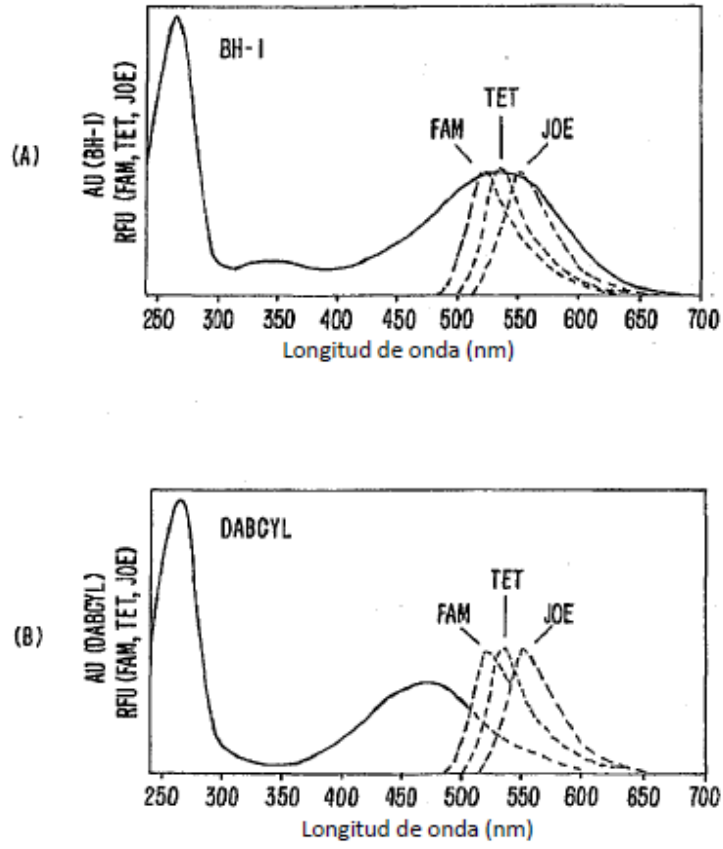 (A)
AU (BH-1)
RFU (FAM, TET, JOE)
BH-1
TET
FAM
JOE
250 300 350 400 450 500 550 600 650 700
Longitud de onda (nm)
(B)
AU (DABCYL)
RFU (FAM, TET, JOE)
DABCYL
TET
FAM
JOE
250 300 350 400 450 500 550 600 650 700
Longitud de onda (nm)